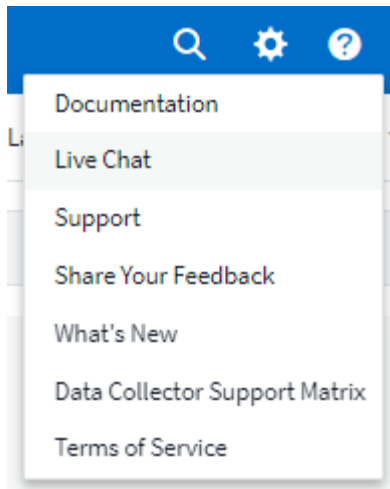 Documentation
Live Chat
Support
Share Your Feedback
What's New
Data Collector Support Matrix
Terms of Service